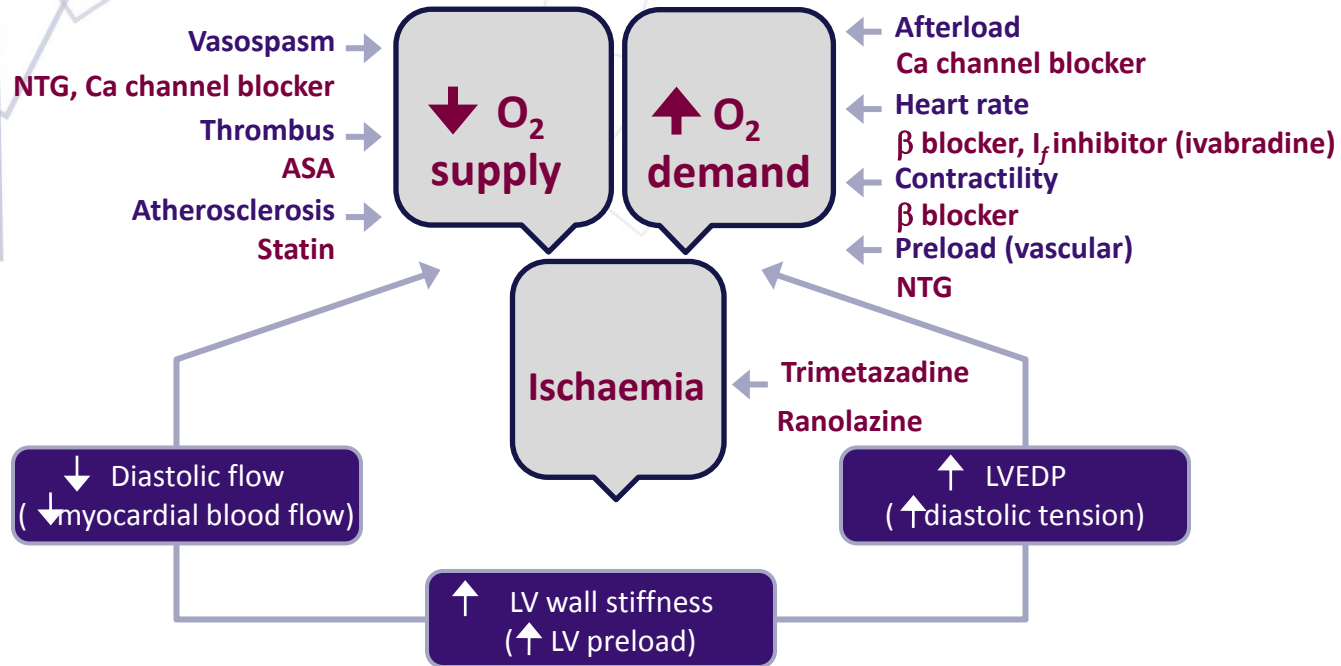 Vasospasm
NTG, Ca channel blocker
Thrombus
ASA
Atherosclerosis
Statin
↓ O₂
supply
↑ O₂
demand
Afterload
Ca channel blocker
Heart rate
β blocker, I𝑓 inhibitor (ivabradine)
Contractility
β blocker
Preload (vascular)
NTG
Ischaemia
Trimetazadine
Ranolazine
↓ Diastolic flow
(↓myocardial blood flow)
↑ LVEDP
(↑diastolic tension)
↑ LV wall stiffness
(↑ LV preload)